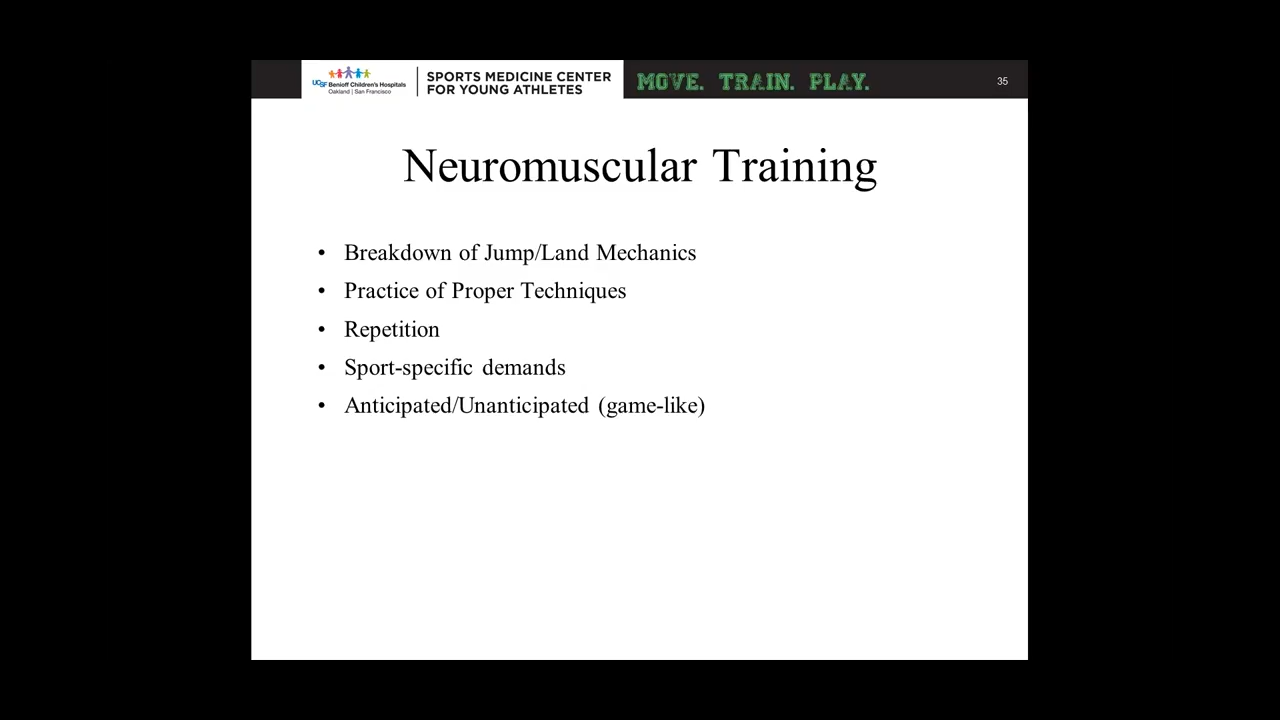 UCSF Benioff Children's Hospitals
Oakland | San Francisco
SPORTS MEDICINE CENTER
FOR YOUNG ATHLETES
MOVE. TRAIN. PLAY.
35
Neuromuscular Training
• Breakdown of Jump/Land Mechanics
• Practice of Proper Techniques
• Repetition
• Sport-specific demands
• Anticipated/Unanticipated (game-like)